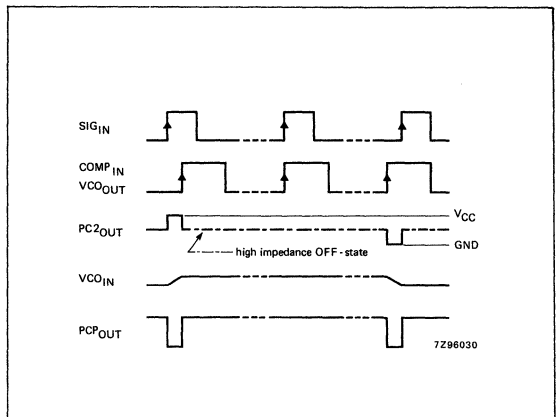 SIGIN
COMPIN
VCOOUT
PC2OUT
VCC
GND
high impedance OFF-state
VCOIN
PCPOUT
7Z96030